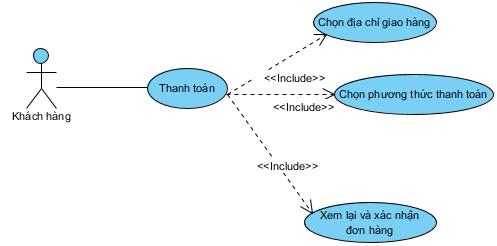 Chọn địa chỉ giao hàng
<<Include>>
Thanh toán
Chọn phương thức thanh toán
<<Include>>
Khách hàng
<<Include>>
Xem lại và xác nhận
đơn hàng